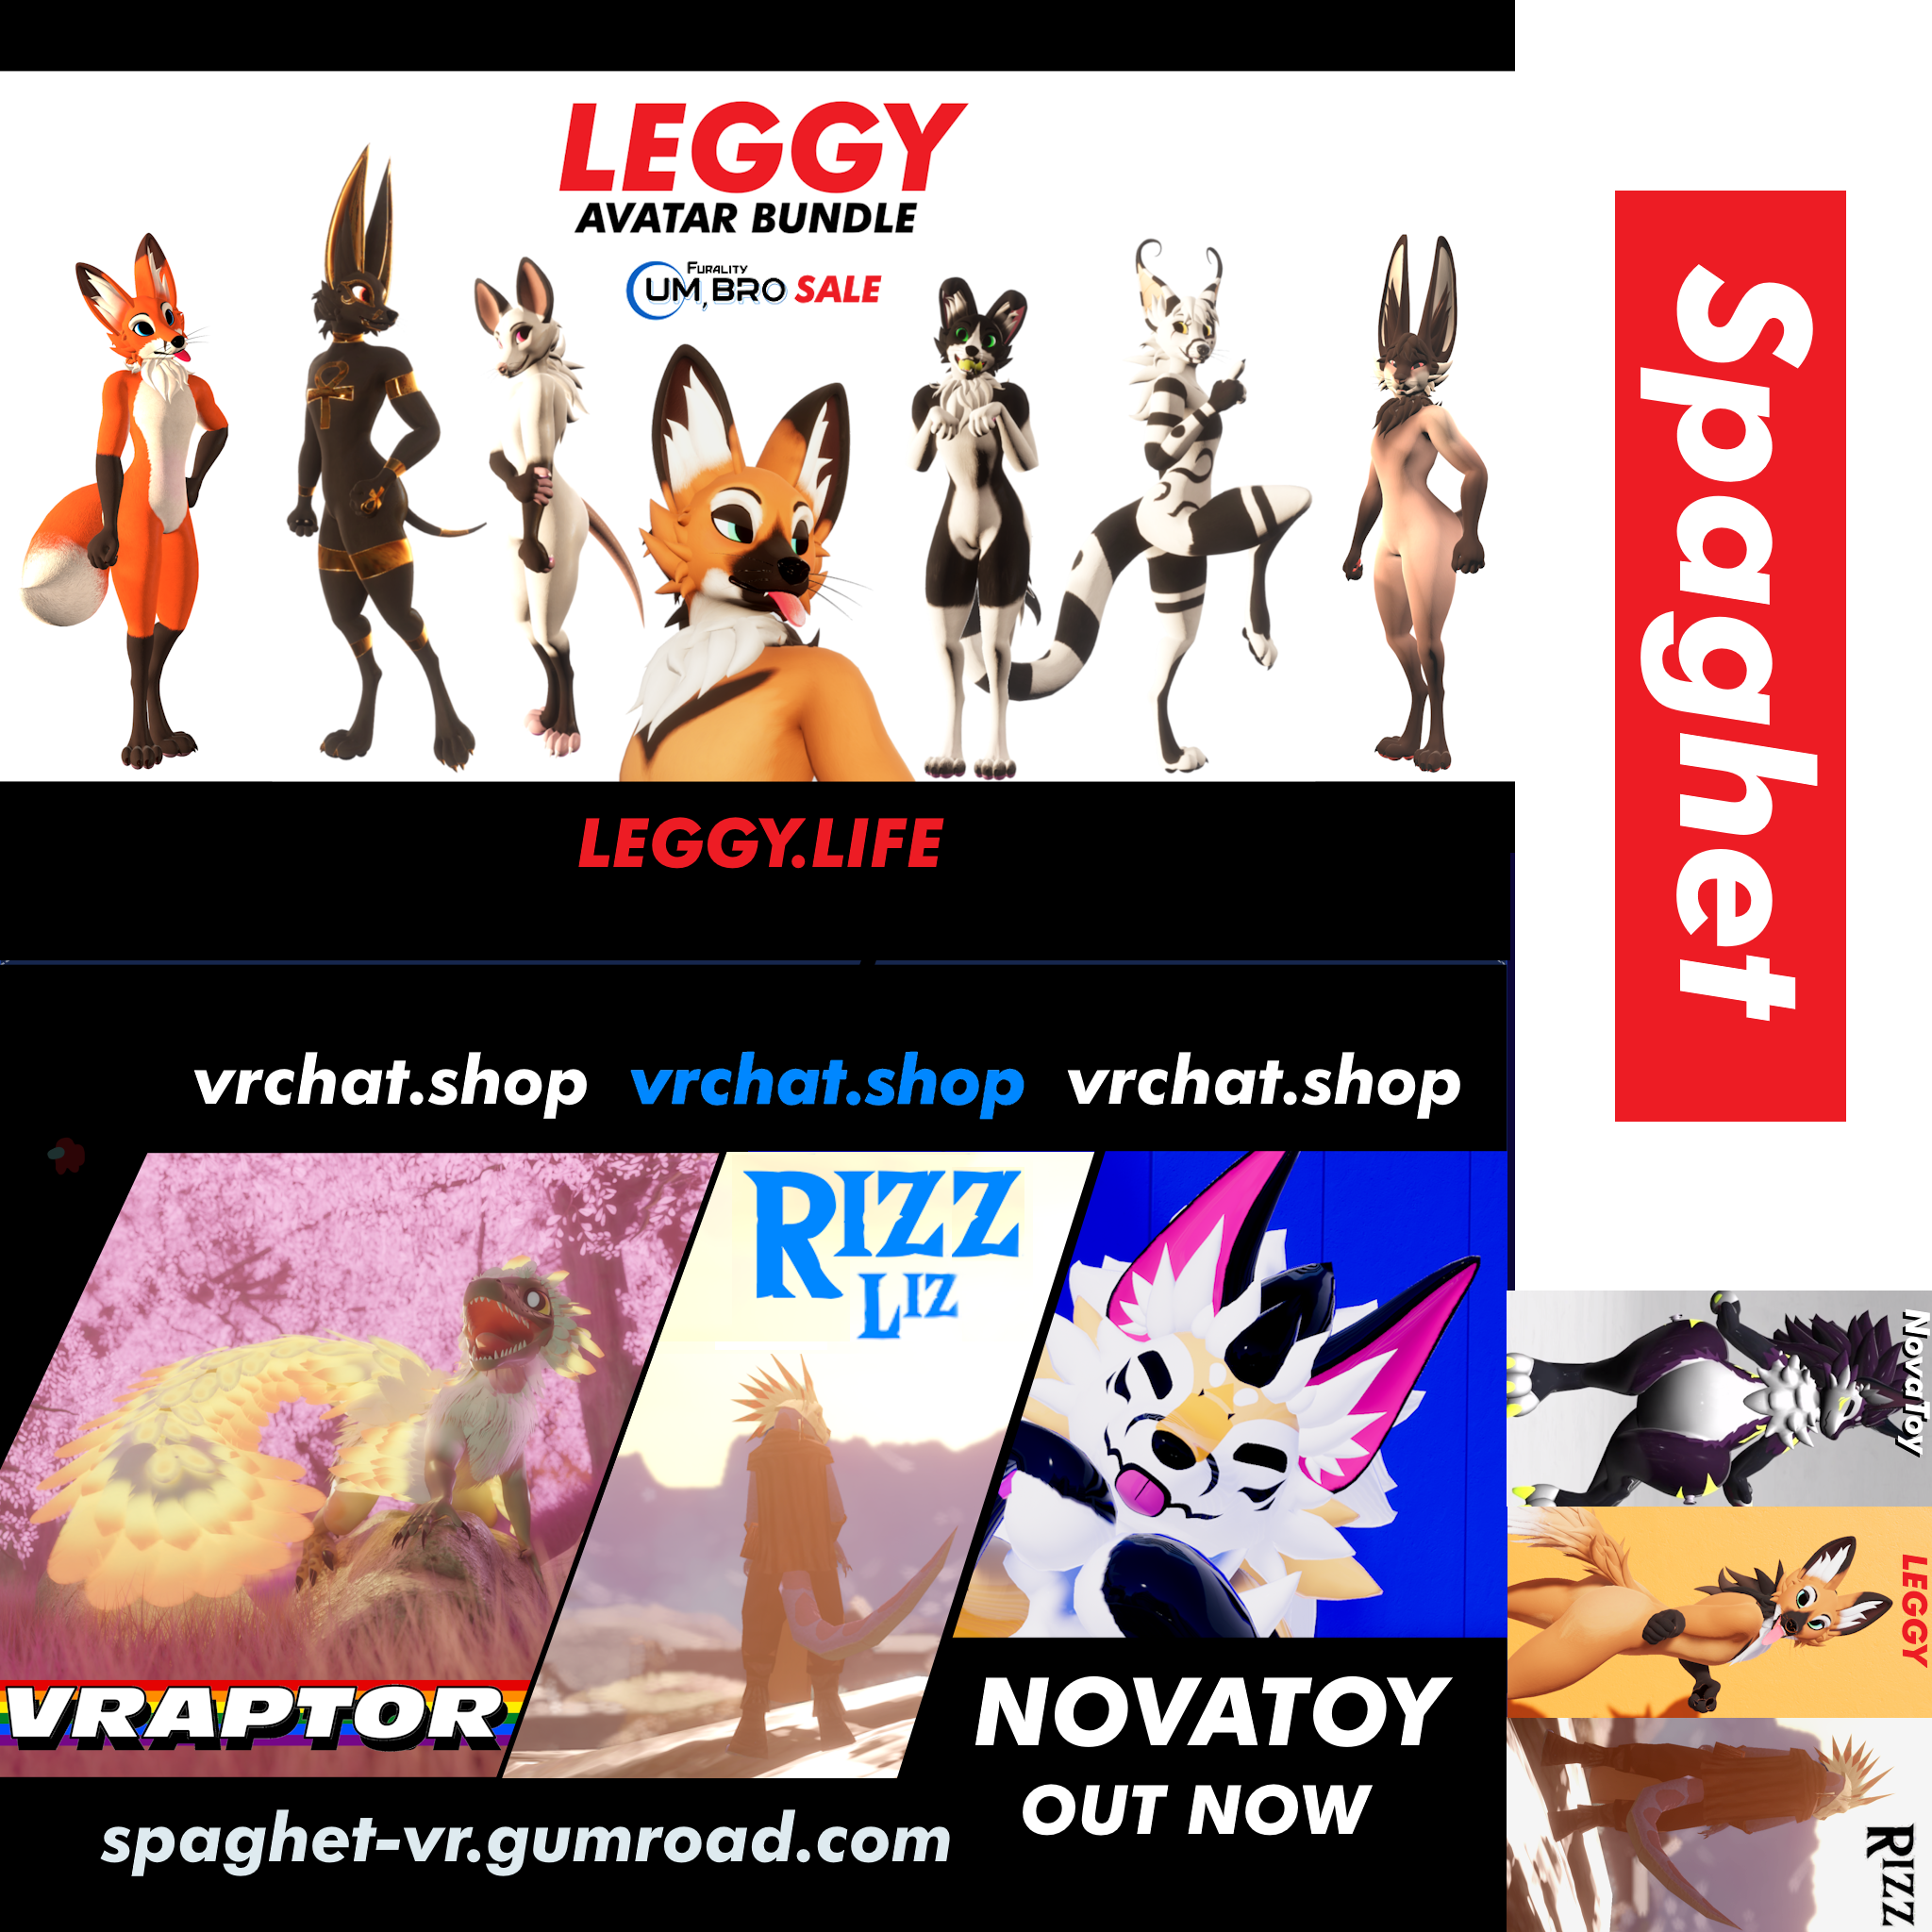 LEGGY
AVATAR BUNDLE
FURALITY
UM,BRO SALE
LEGGY.LIFE
vrchat.shop vrchat.shop vrchat.shop
RIZZ
LIZ
VRAPTOR
NOVATOY
OUT NOW
spaghet-vr.gumroad.com
Spaghet
NovaToy
LEGGY
RIZZ